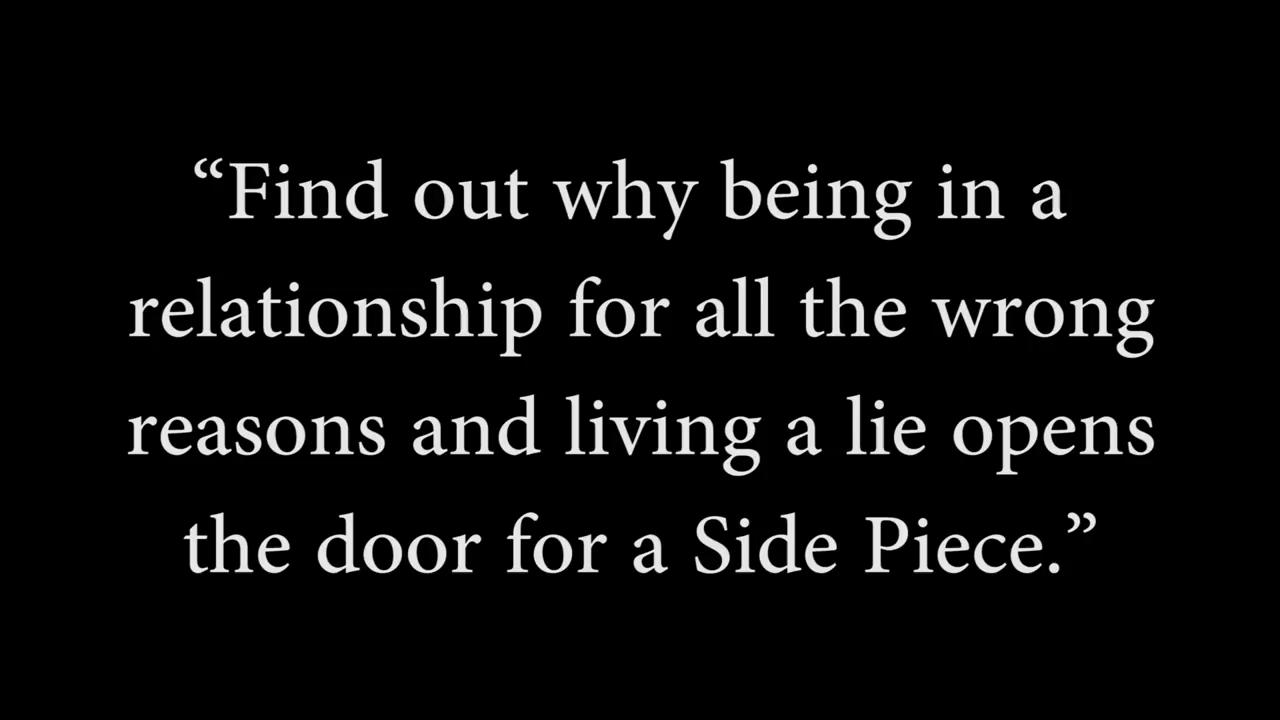 “Find out why being in a
relationship for all the wrong
reasons and living a lie opens
the door for a Side Piece.”